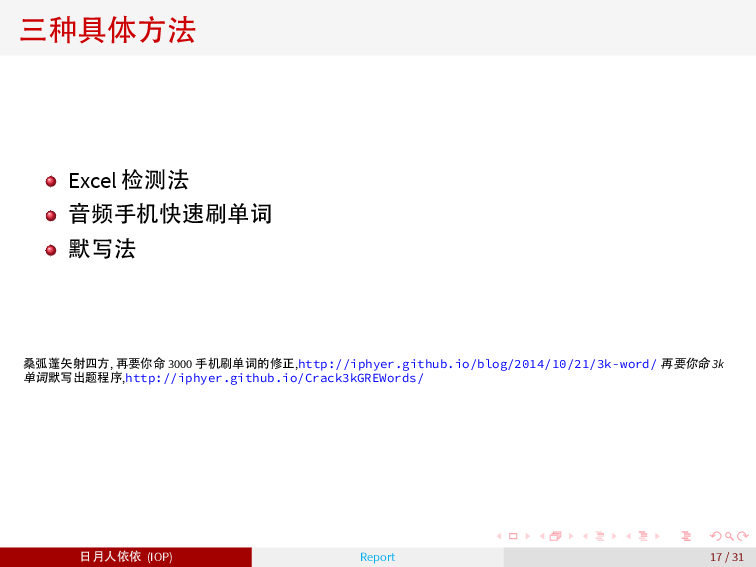 三种具体方法
Excel 检测法
音频手机快速刷单词
默写法
桑弧蓬矢射四方, 再要你命 3000 手机刷单词的修正,http://iphyer.github.io/blog/2014/10/21/3k-word/ 再要你命 3k
单词默写出题程序,http://iphyer.github.io/Crack3kGREWords/
日月人依依 (IOP) Report 17 / 31